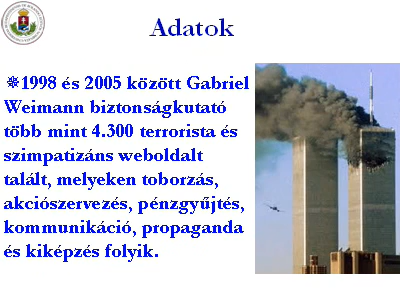 Adatok
1998 és 2005 között Gabriel
Weimann biztonságkutató
több mint 4.300 terrorista és
szimpatizáns weboldalt
talált, melyeken toborzás,
akciószervezés, pénzgyűjtés,
kommunikáció, propaganda
és kiképzés folyik.